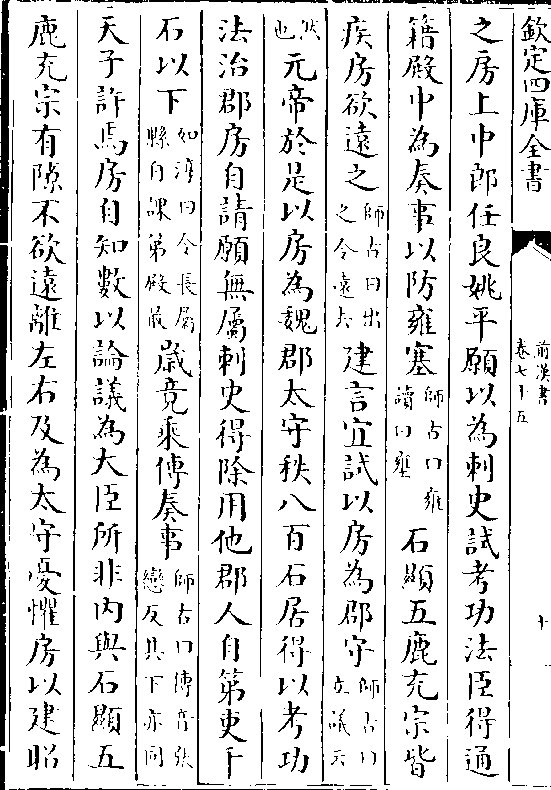 欽定四庫全書
前漢書
卷七十五
十
之房上中郎任良姚平願以為刺史試考功法臣得通
籍殿中為奏事以防雍塞師古曰雍讀曰壅石顯五鹿充宗皆
疾房欲遠之師古曰出之令遠去建言宜試以房為郡守師古曰立議云
然也元帝於是以房為魏郡太守秩八百石居得以考功
法治郡房自請願無屬刺史得除用他郡人自第吏千
石以下如淳曰令長屬縣自課第殿最歲竟乘傳奏事師古曰傳音張戀反其下亦同
天子許焉房自知數以論議為大臣所非內與石顯五
鹿充宗有隙不欲遠離左右及為太守憂懼房以建昭